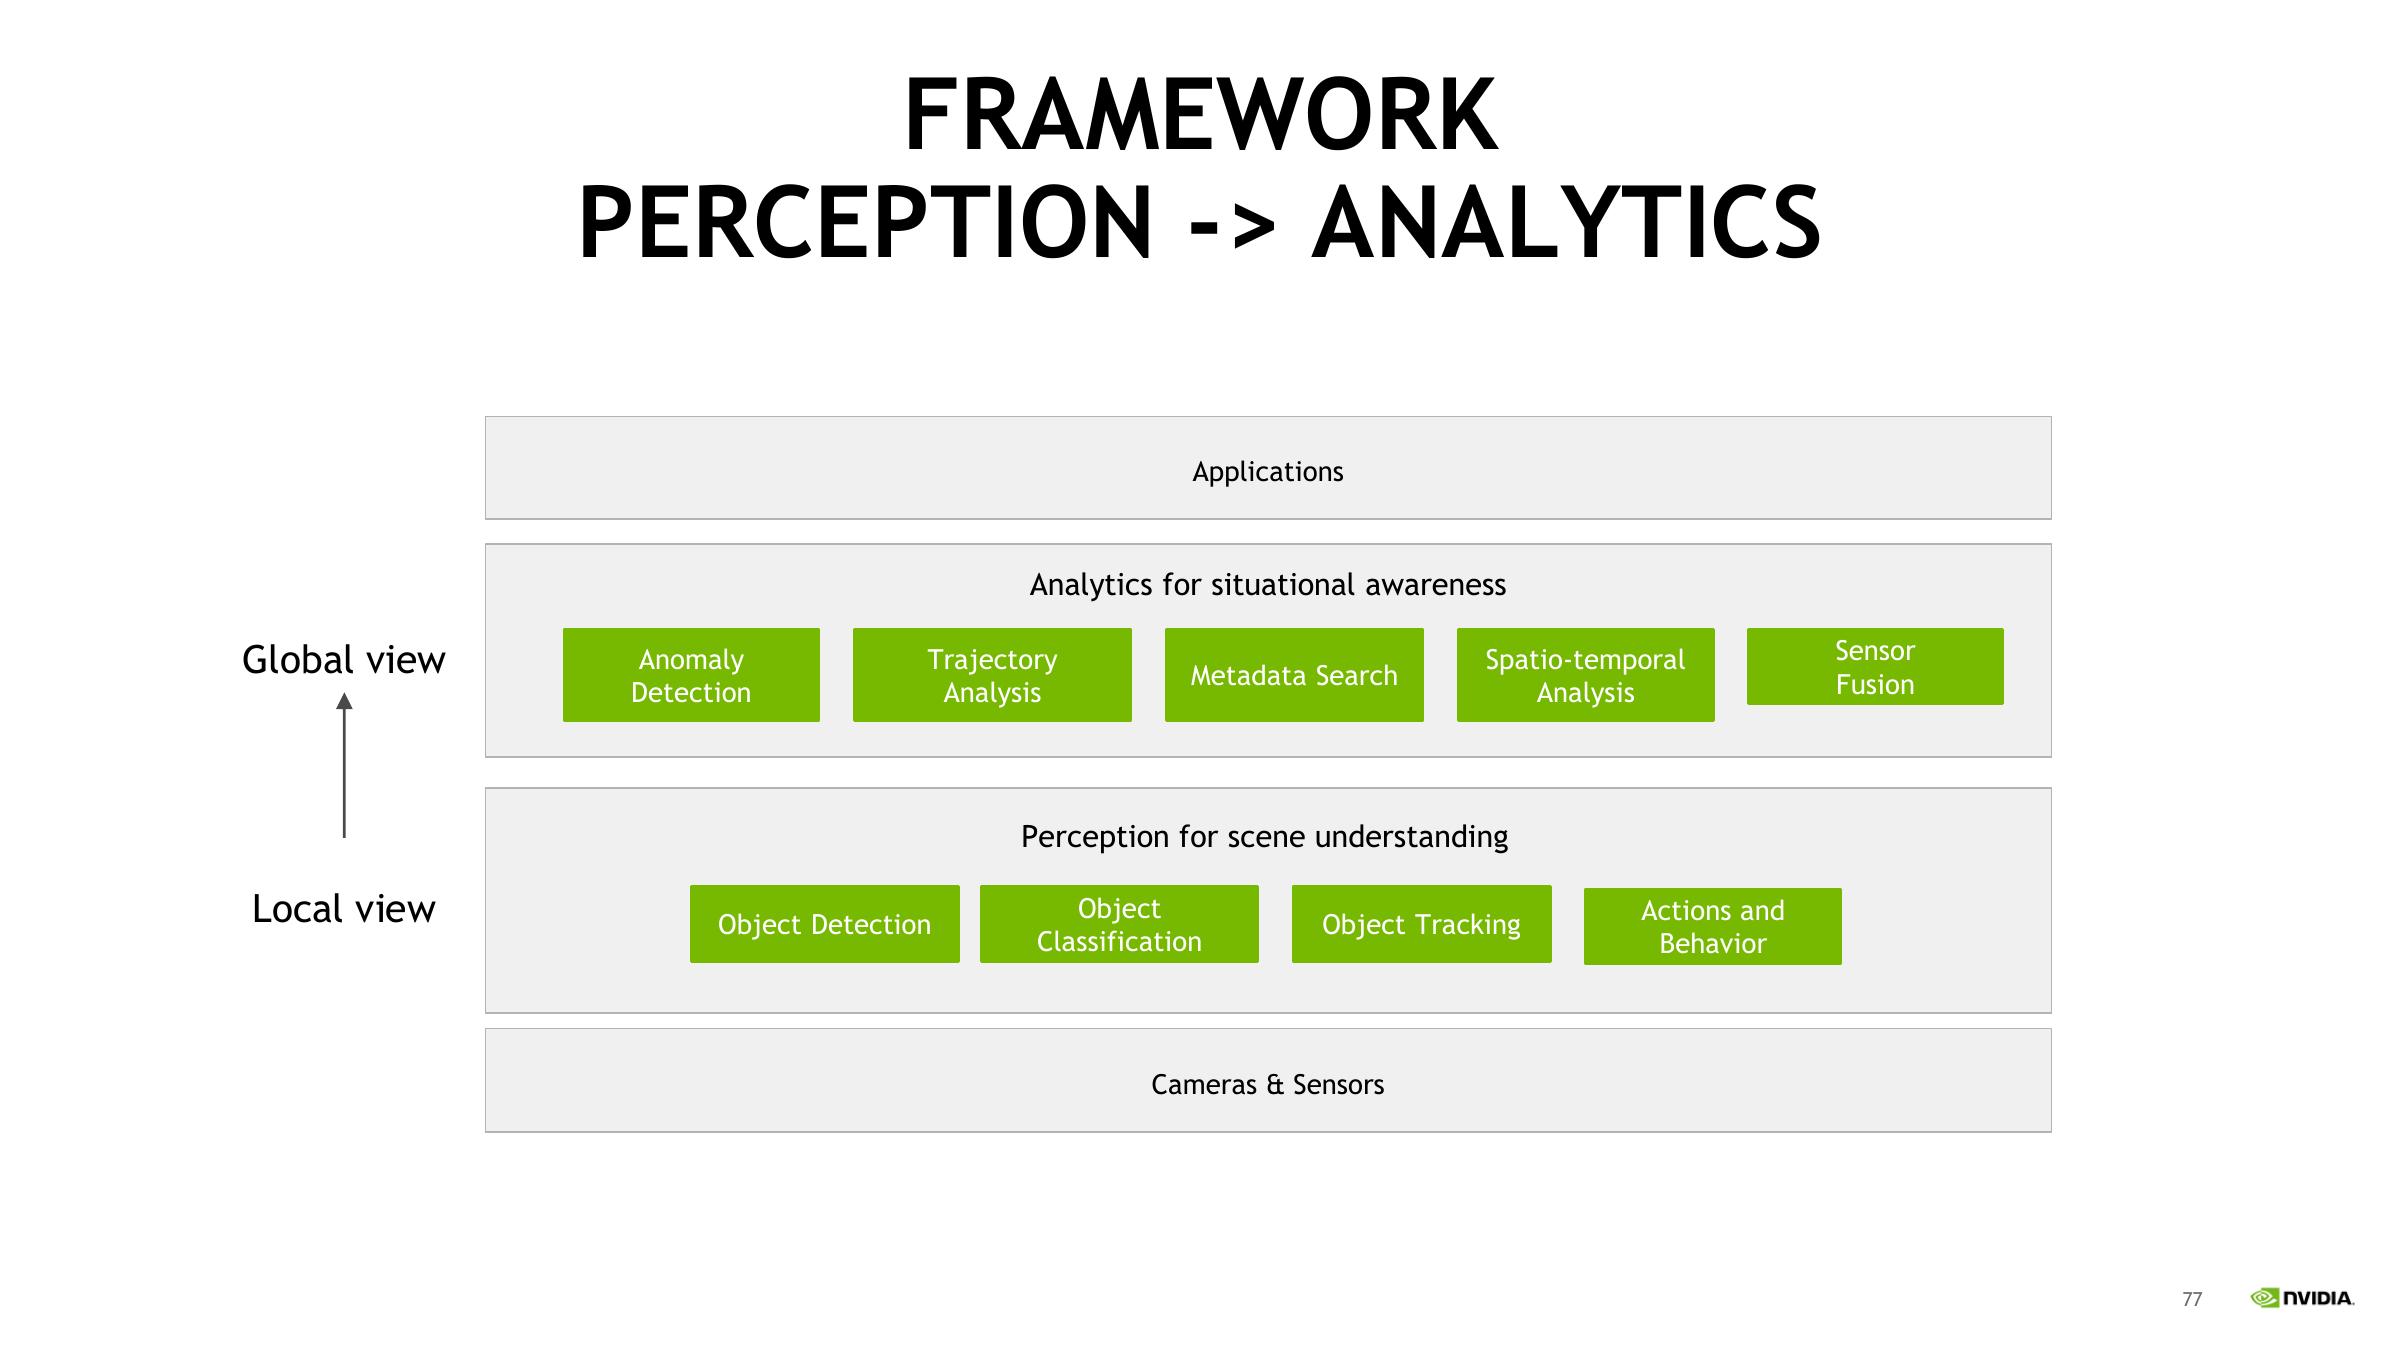 FRAMEWORK
PERCEPTION -> ANALYTICS
Applications
Analytics for situational awareness
Global view
Anomaly
Detection
Trajectory
Analysis
Metadata Search
Spatio-temporal
Analysis
Sensor
Fusion
Perception for scene understanding
Local view
Object Detection
Object
Classification
Object Tracking
Actions and
Behavior
Cameras & Sensors
77
NVIDIA.